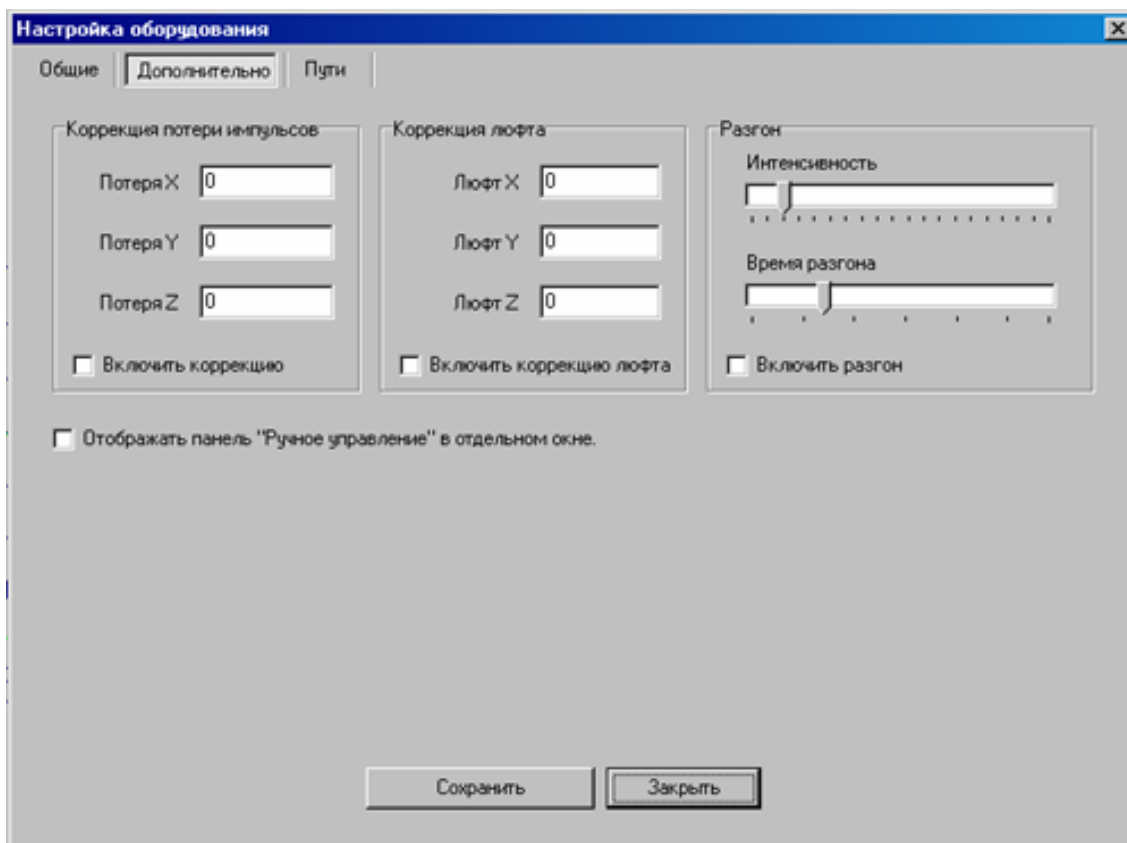 Настройка оборудования
Общие Дополнительно Пути
Коррекция потери импульсов
Потеря X 0
Потеря Y 0
Потеря Z 0
Включить коррекцию
Коррекция люфта
Люфт X 0
Люфт Y 0
Люфт Z 0
Включить коррекцию люфта
Разгон
Интенсивность
Время разгона
Включить разгон
Отображать панель "Ручное управление" в отдельном окне.
Сохранить Закрыть